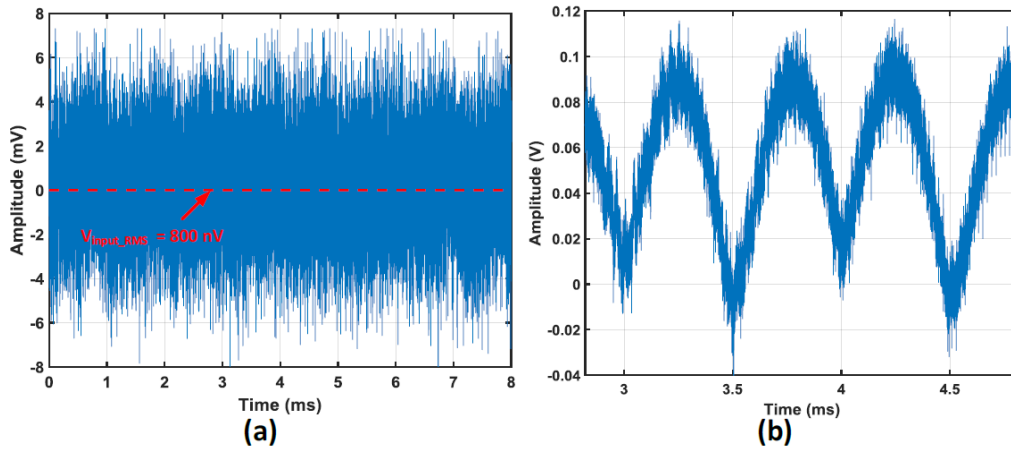 8
6
4
2
0
-2
-4
-6
-8
Amplitude (mV)
Vinput_RMS = 800 nV
0 1 2 3 4 5 6 7 8
Time (ms)
(a)
0.12
0.1
0.08
0.06
0.04
0.02
0
-0.02
-0.04
Amplitude (V)
3 3.5 4 4.5
Time (ms)
(b)